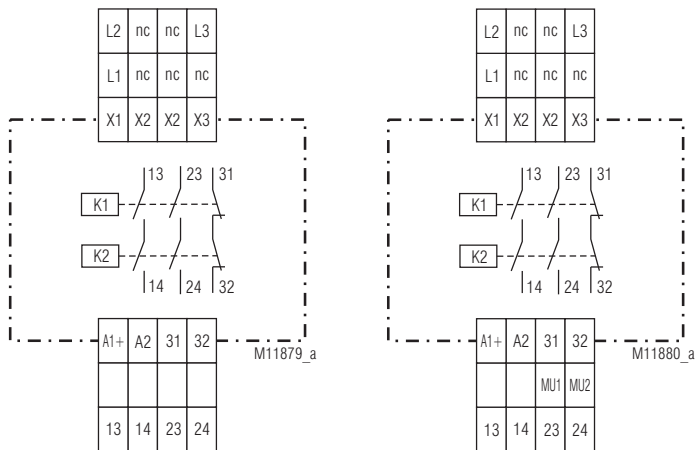 L2 nc nc L3
L1 nc nc nc
X1 X2 X2 X3
13 23 31
K1
K2
14 24 32
A1+ A2 31 32
M11879_a
13 14 23 24
L2 nc nc L3
L1 nc nc nc
X1 X2 X2 X3
13 23 31
K1
K2
14 24 32
A1+ A2 31 32
M11880_a
MU1 MU2
13 14 23 24